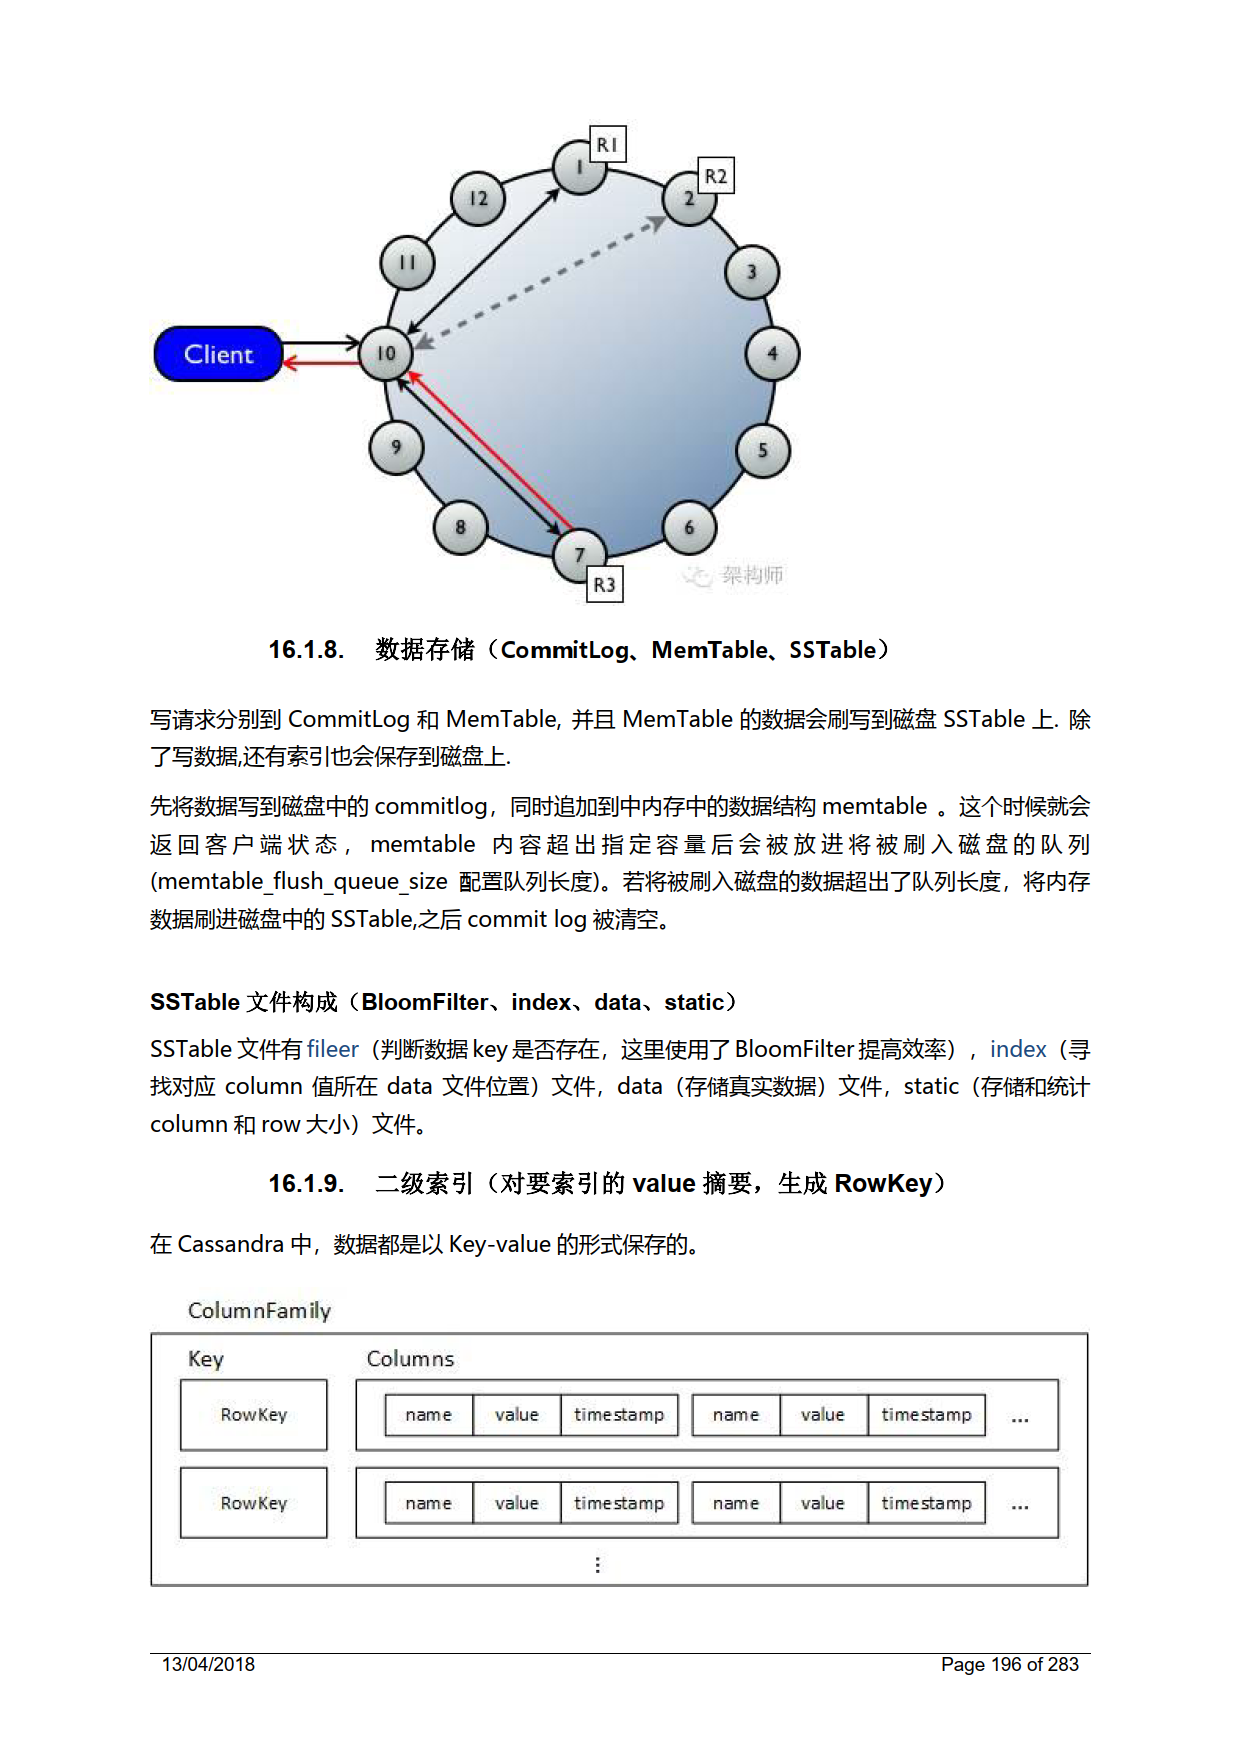 R1
1
R2
12
2
11
3
Client
10
4
9
5
8
6
7
架构师
R3
16.1.8. 数据存储（CommitLog、MemTable、SSTable）
写请求分别到 CommitLog 和 MemTable, 并且 MemTable 的数据会刷写到磁盘 SSTable 上. 除
了写数据,还有索引也会保存到磁盘上.
先将数据写到磁盘中的 commitlog，同时追加到中内存中的数据结构 memtable 。这个时候就会
返回客户端状态，memtable 内容超出指定容量后会被放进将被刷入磁盘的队列
(memtable_flush_queue_size 配置队列长度)。若将被刷入磁盘的数据超出了队列长度，将内存
数据刷进磁盘中的 SSTable,之后 commit log 被清空。
SSTable 文件构成（BloomFilter、index、data、static）
SSTable 文件有 fileer（判断数据 key 是否存在，这里使用了 BloomFilter 提高效率），index（寻
找对应 column 值所在 data 文件位置）文件，data（存储真实数据）文件，static（存储和统计
column 和 row 大小）文件。
16.1.9. 二级索引（对要索引的 value 摘要，生成 RowKey）
在 Cassandra 中，数据都是以 Key-value 的形式保存的。
ColumnFamily
Key Columns
RowKey name value timestamp name value timestamp ...
RowKey name value timestamp name value timestamp ...
⋮
13/04/2018 Page 196 of 283